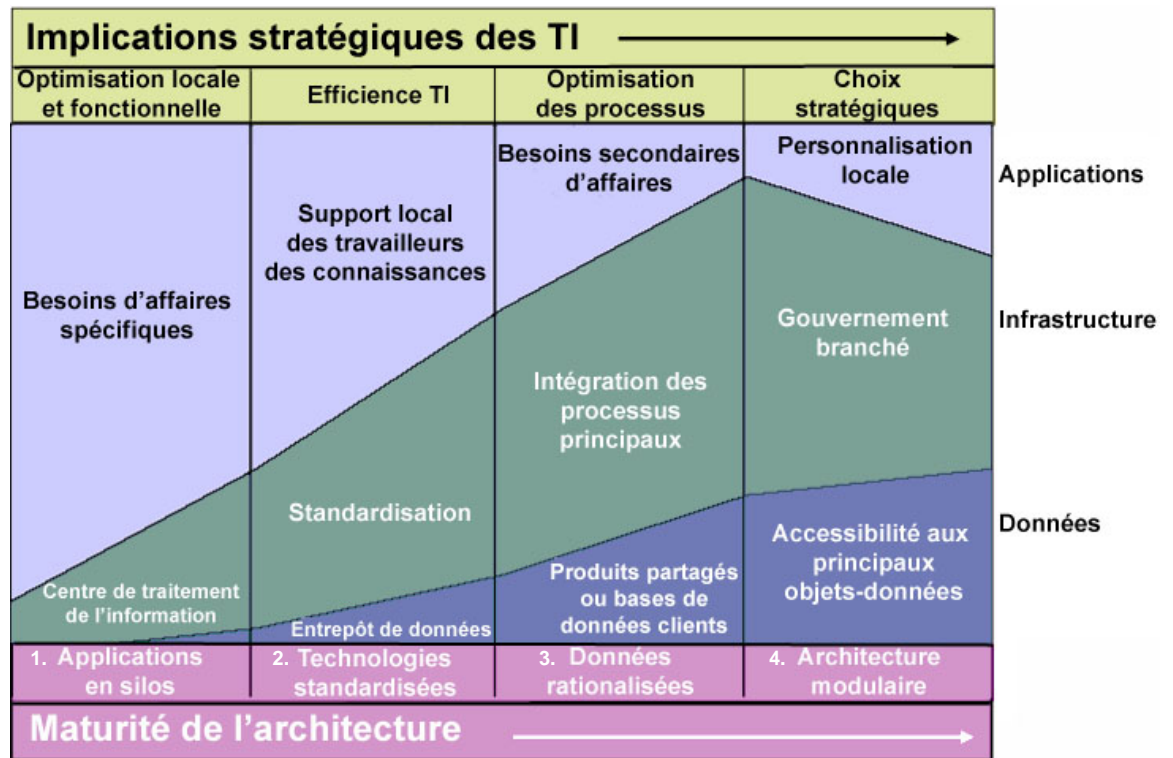 Implications stratégiques des TI
Optimisation locale
et fonctionnelle
Efficience TI
Optimisation
des processus
Choix
stratégiques
Besoins d'affaires
spécifiques
Support local
des travailleurs
des connaissances
Besoins secondaires
d'affaires
Personnalisation
locale
Applications
Centre de traitement
de l'information
Standardisation
Intégration des
processus
principaux
Gouvernement
branché
Infrastructure
Entrepôt de données
Produits partagés
ou bases de
données clients
Accessibilité aux
principaux
objets-données
Données
1. Applications
en silos
2. Technologies
standardisées
3. Données
rationalisées
4. Architecture
modulaire
Maturité de l'architecture